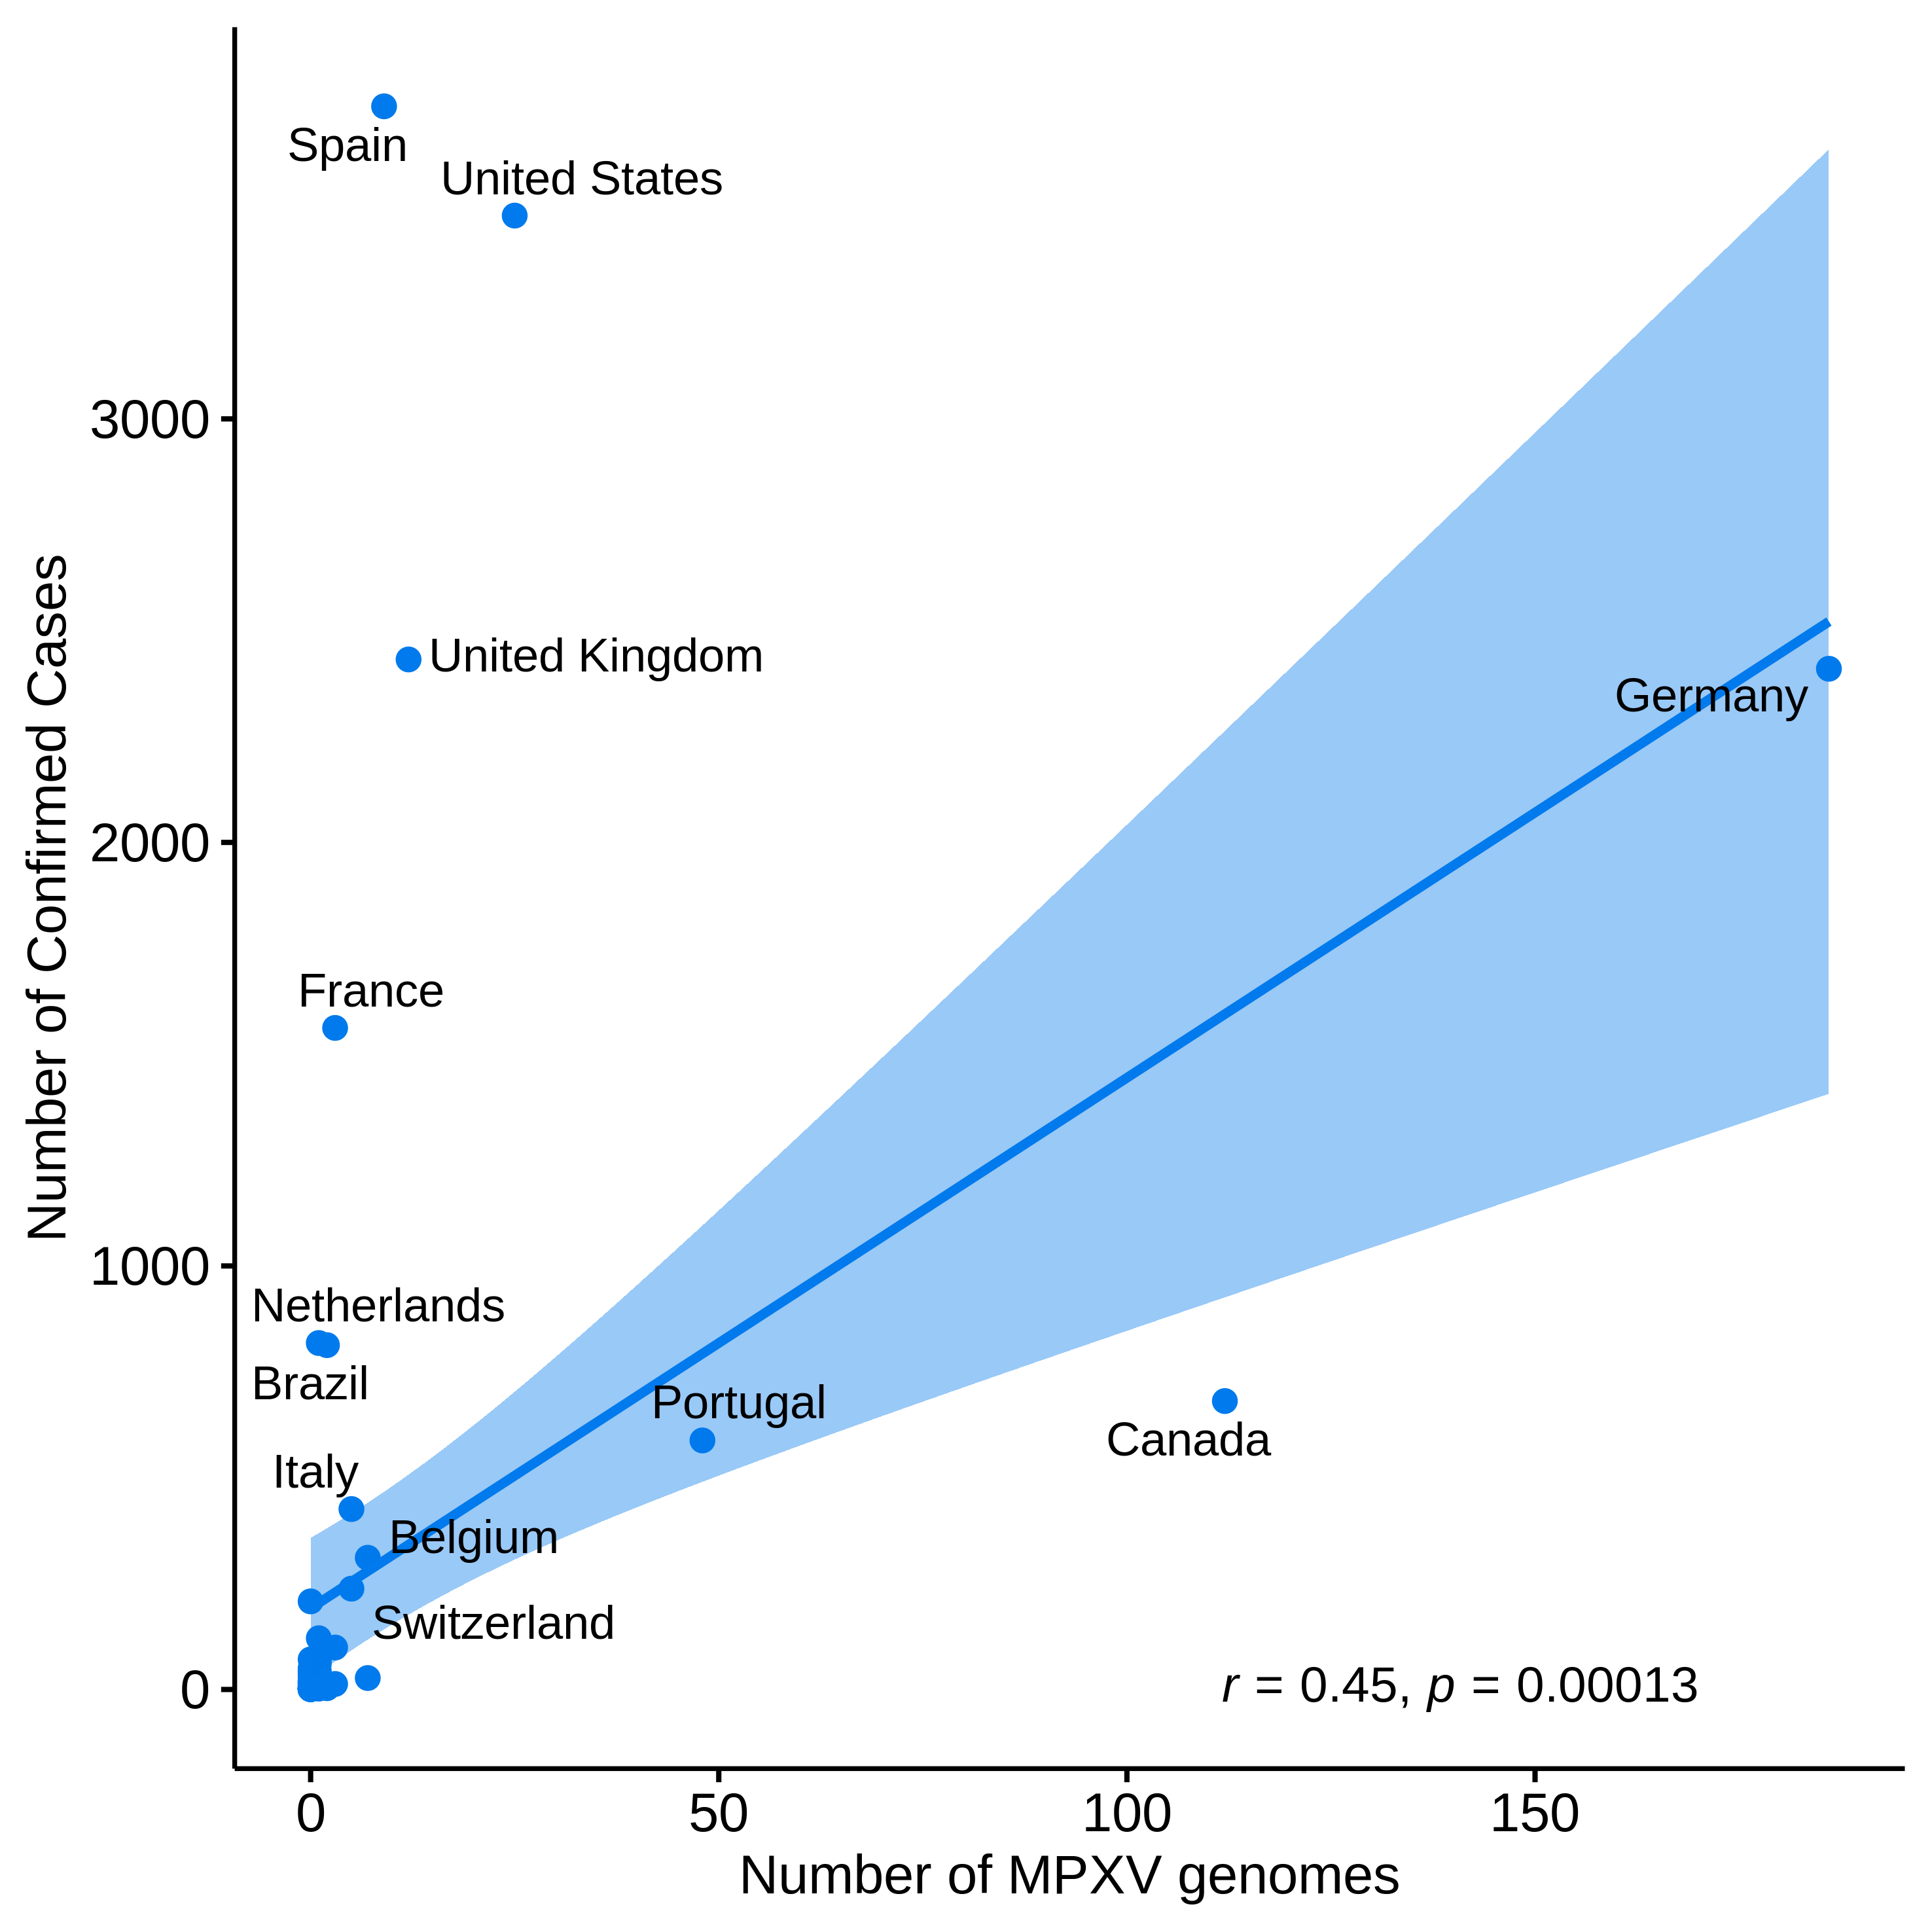 Spain
United States
3000
United Kingdom
Germany
2000
France
1000
Netherlands
Brazil
Portugal
Canada
Italy
Belgium
Switzerland
0
r = 0.45, p = 0.00013
0 50 100 150
Number of MPXV genomes
Number of Confirmed Cases